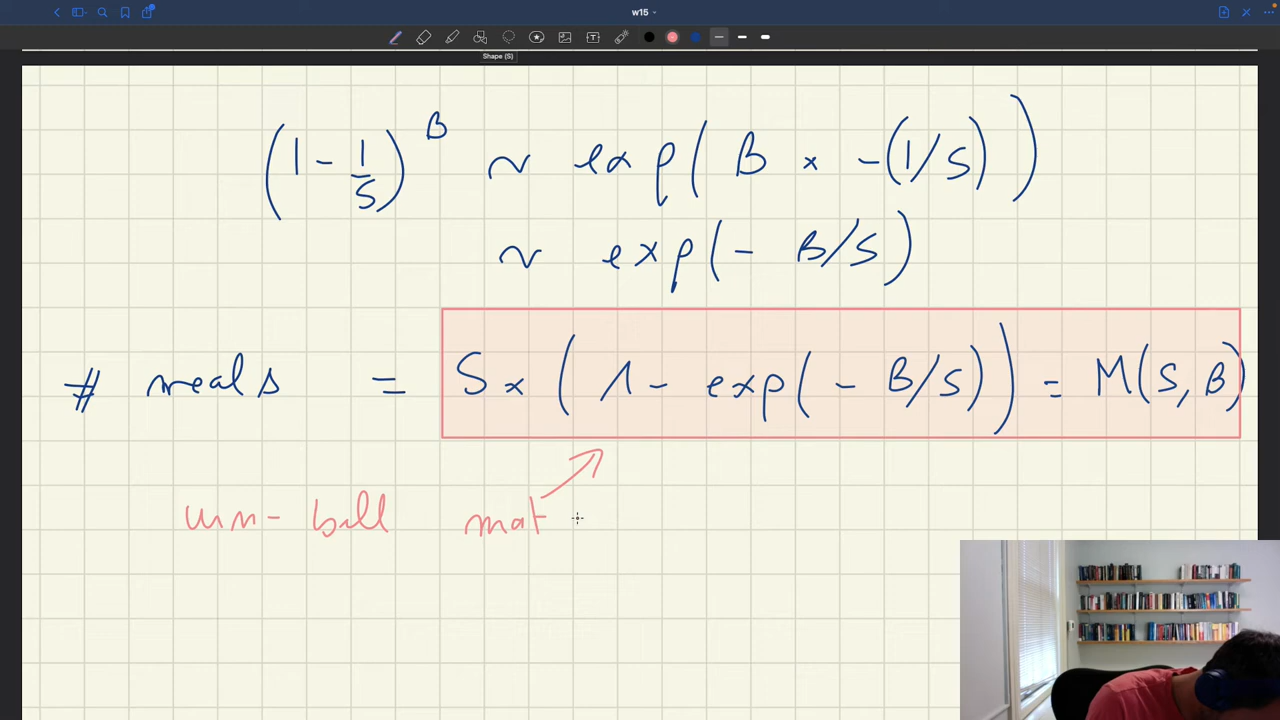 w15
Shape (S)
(1 - 1/S)^B ~ exp(B × -(1/S))
~ exp(- B/S)
# meals = S × (1 - exp(- B/S)) = M(S, B)
urn - ball mat